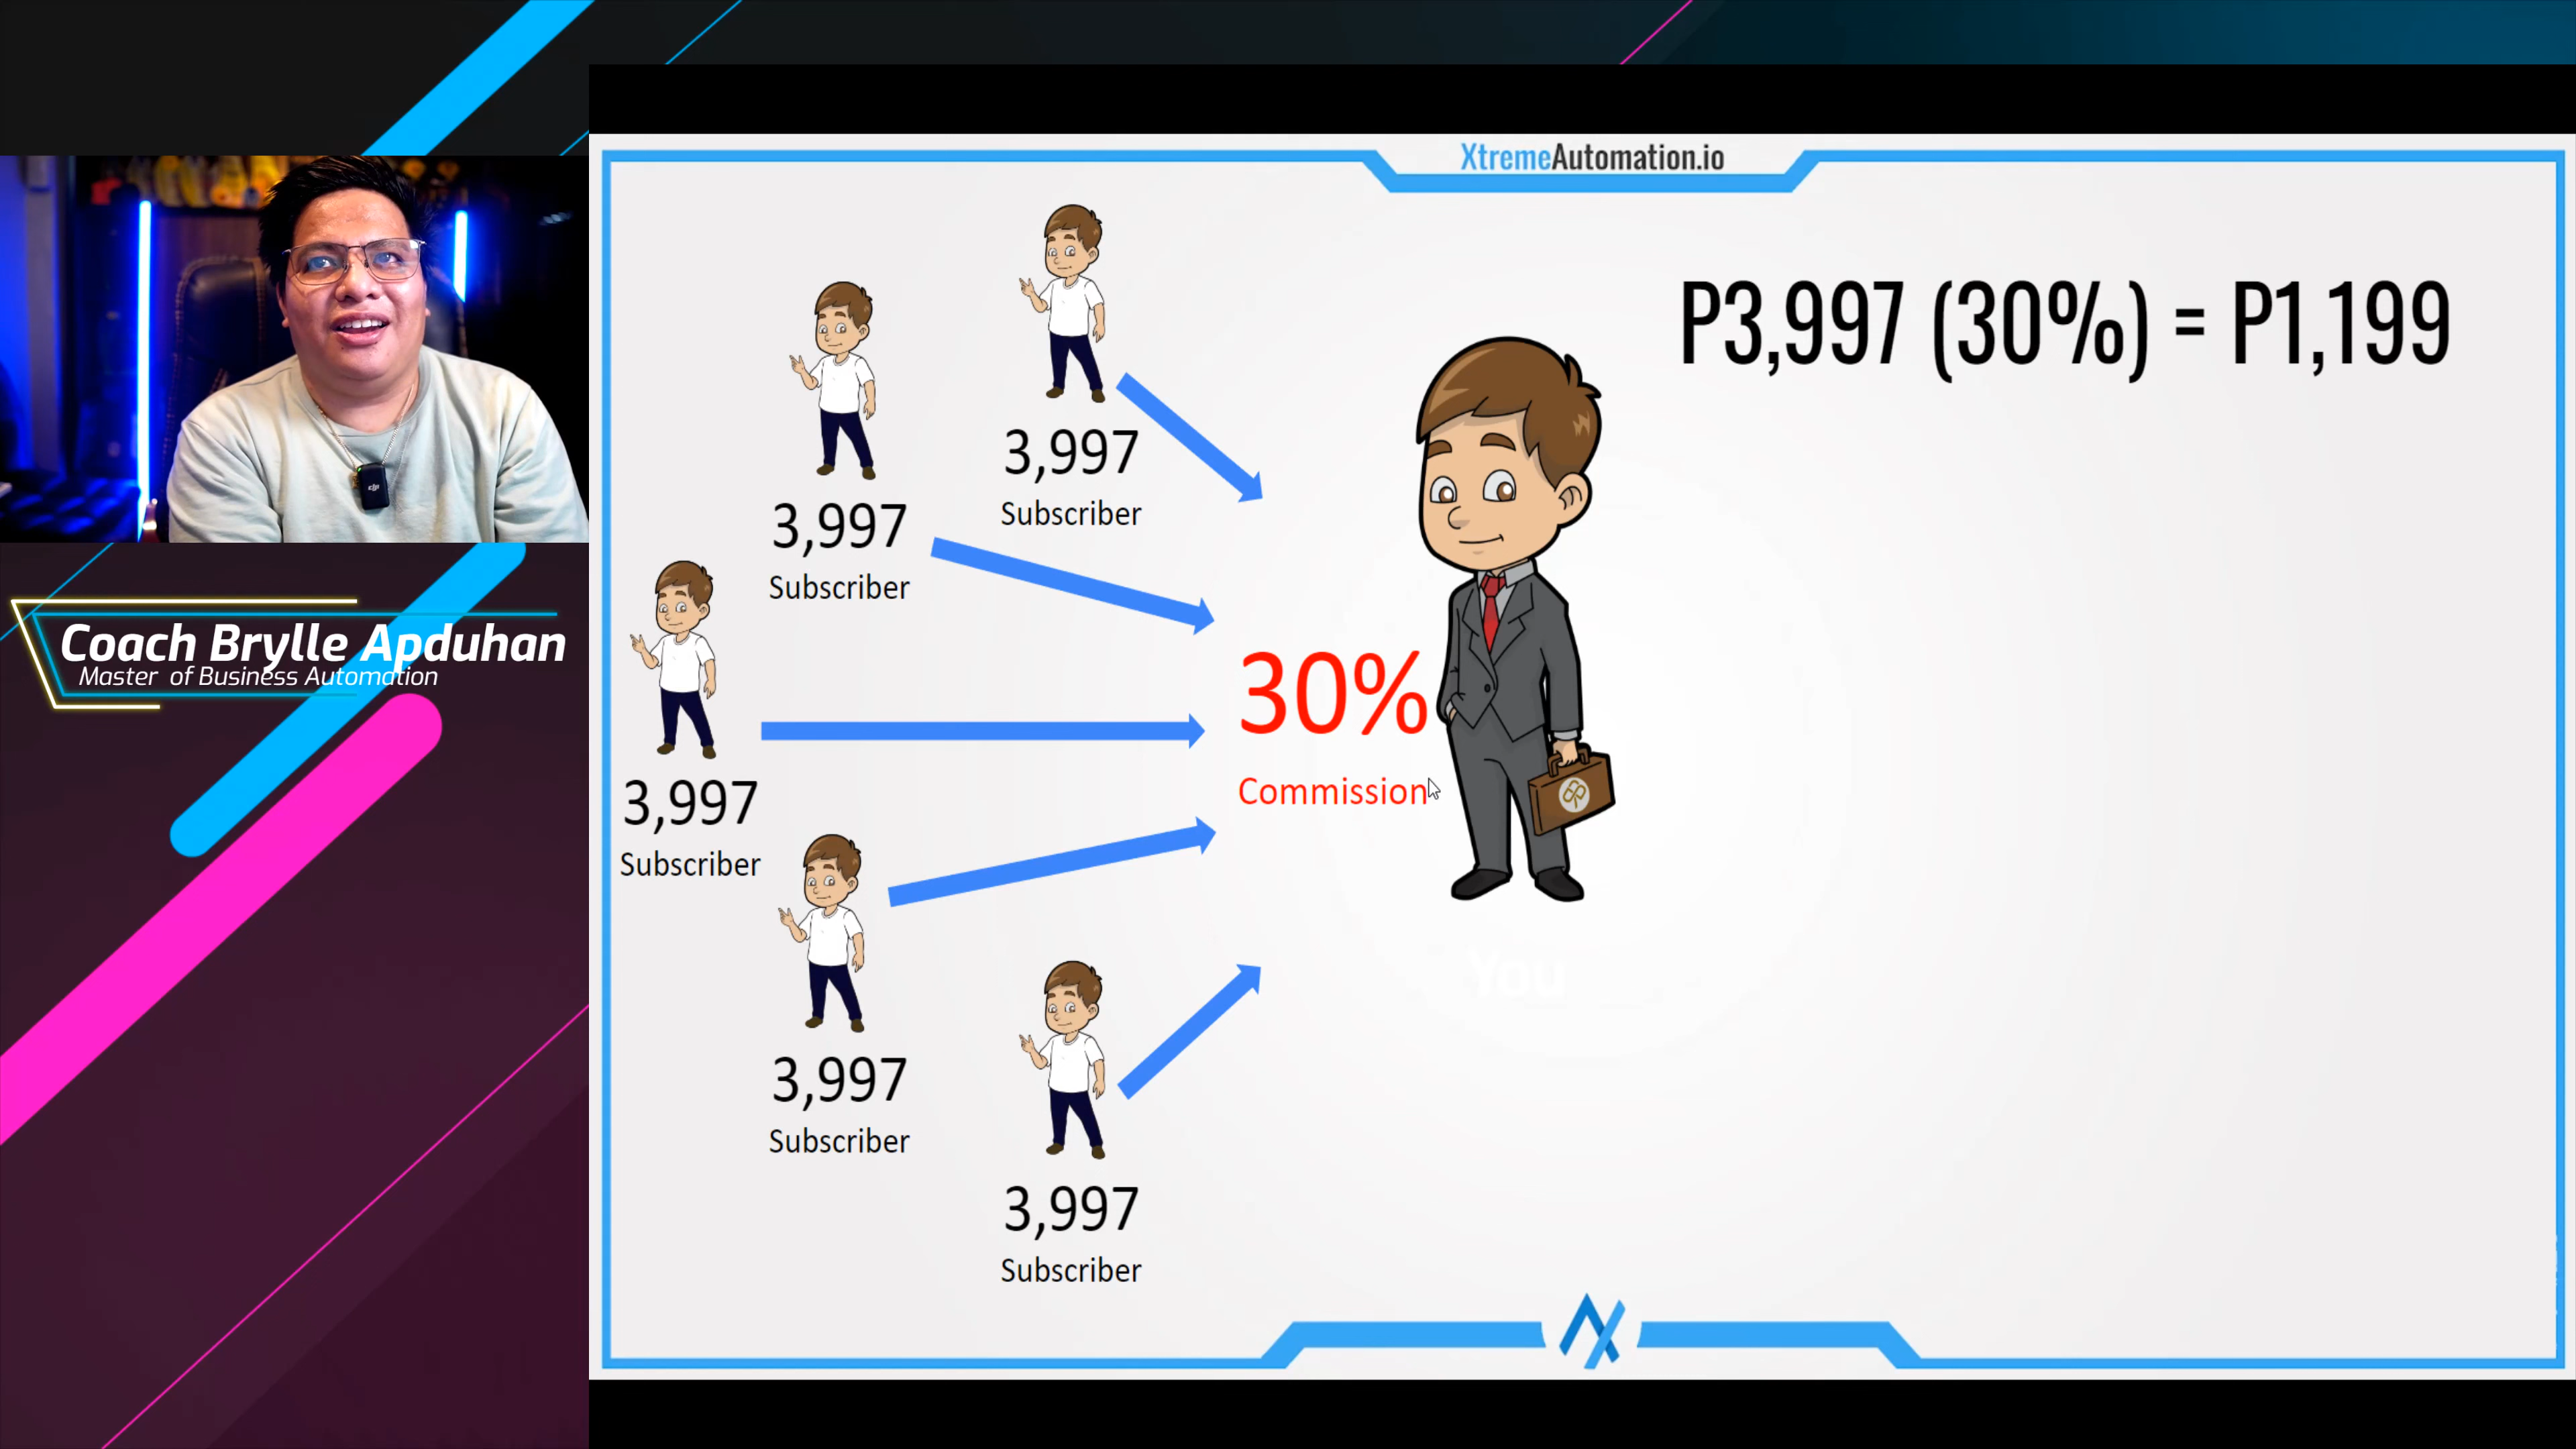 XtremeAutomation.io
P3,997 (30%) = P1,199
3,997
Subscriber
3,997
Subscriber
3,997
Subscriber
3,997
Subscriber
3,997
Subscriber
30%
Commission
You
Coach Brylle Apduhan
Master of Business Automation